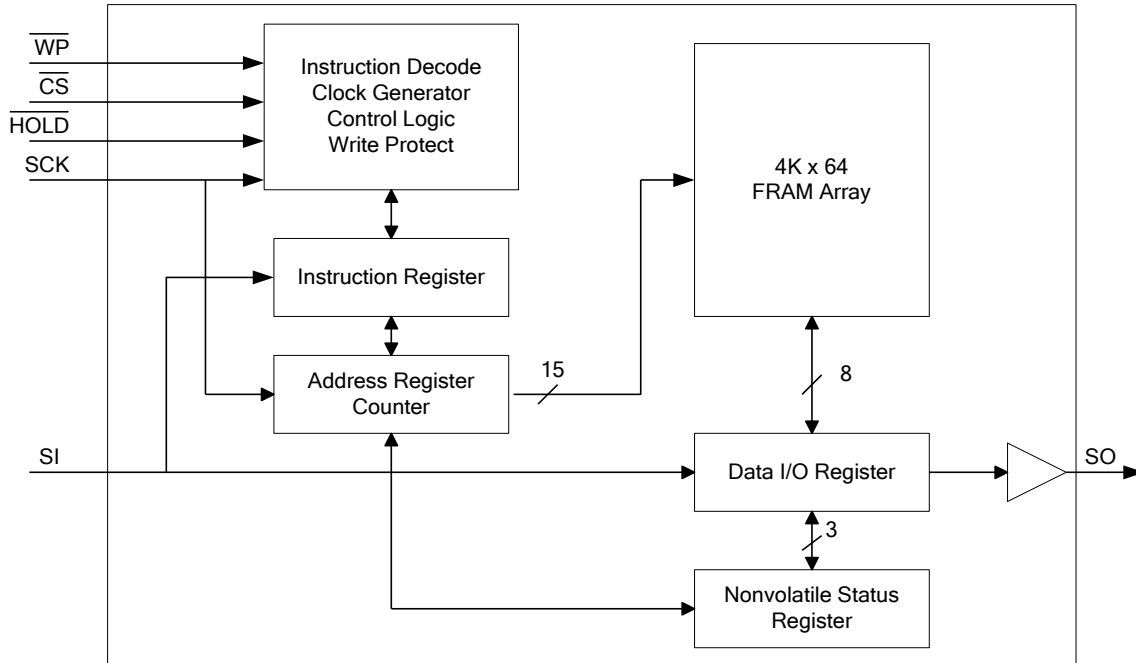 WP
CS
HOLD
SCK
Instruction Decode
Clock Generator
Control Logic
Write Protect
4K x 64
FRAM Array
Instruction Register
Address Register
Counter
15
8
SI
Data I/O Register
SO
3
Nonvolatile Status
Register